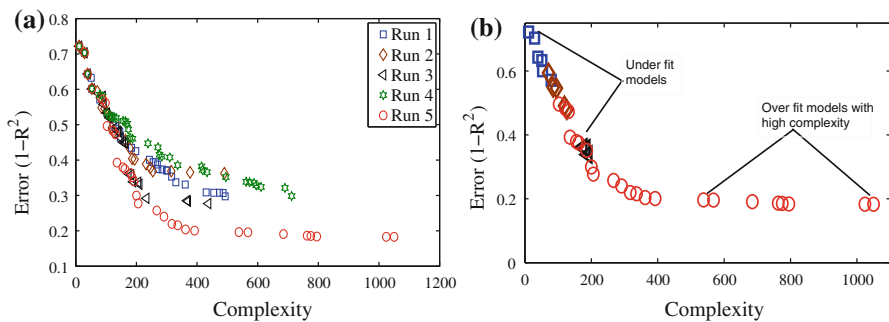 (a)
0.8
0.7
0.6
0.5
0.4
0.3
0.2
0.1
Error (1–R²)
0
200
400
600
800
1000
1200
Complexity
Run 1
Run 2
Run 3
Run 4
Run 5
(b)
0.6
0.4
0.2
0
Error (1–R²)
0
200
400
600
800
1000
Complexity
Under fit
models
Over fit models with
high complexity